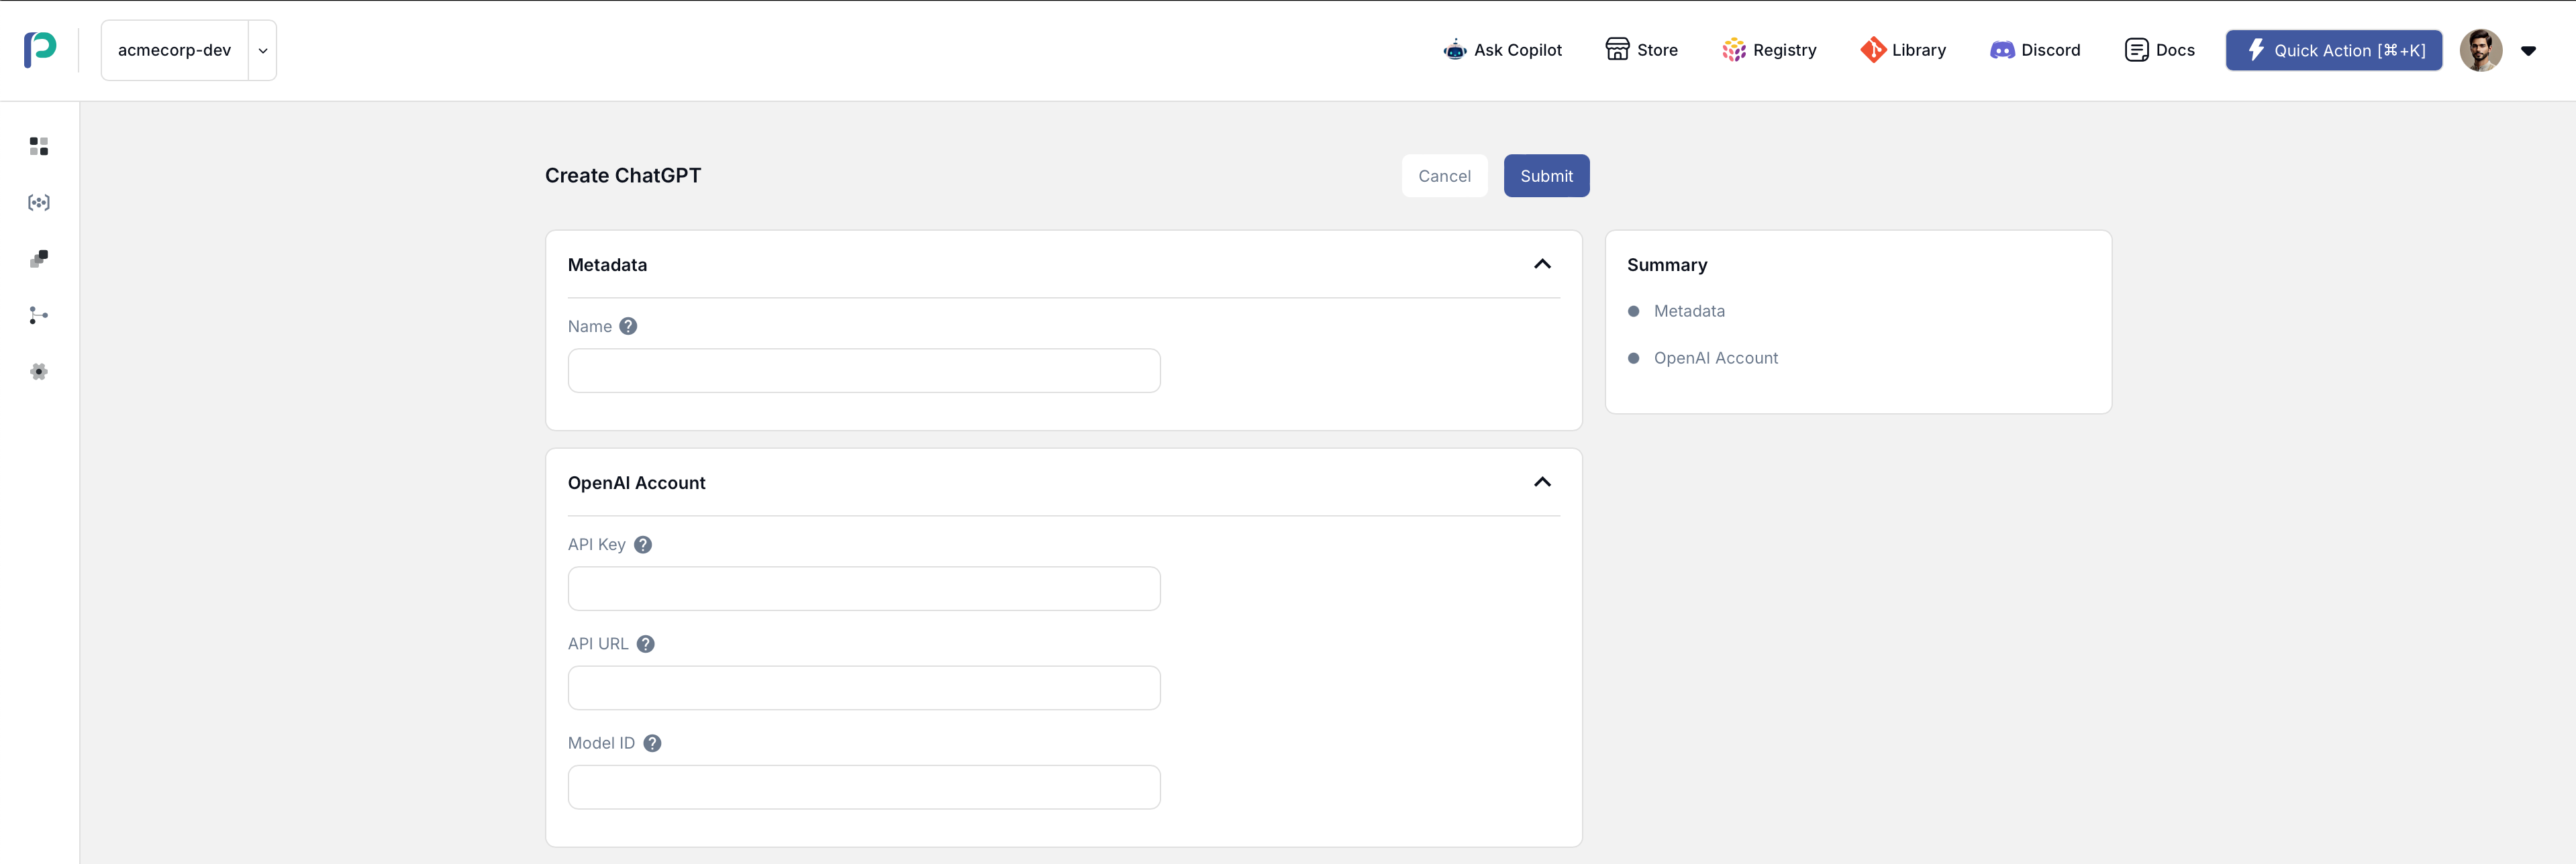 acmecorp-dev
Ask Copilot
Store
Registry
Library
Discord
Docs
Quick Action [⌘+K]
Create ChatGPT
Cancel
Submit
Metadata
Name
Summary
Metadata
OpenAI Account
OpenAI Account
API Key
API URL
Model ID